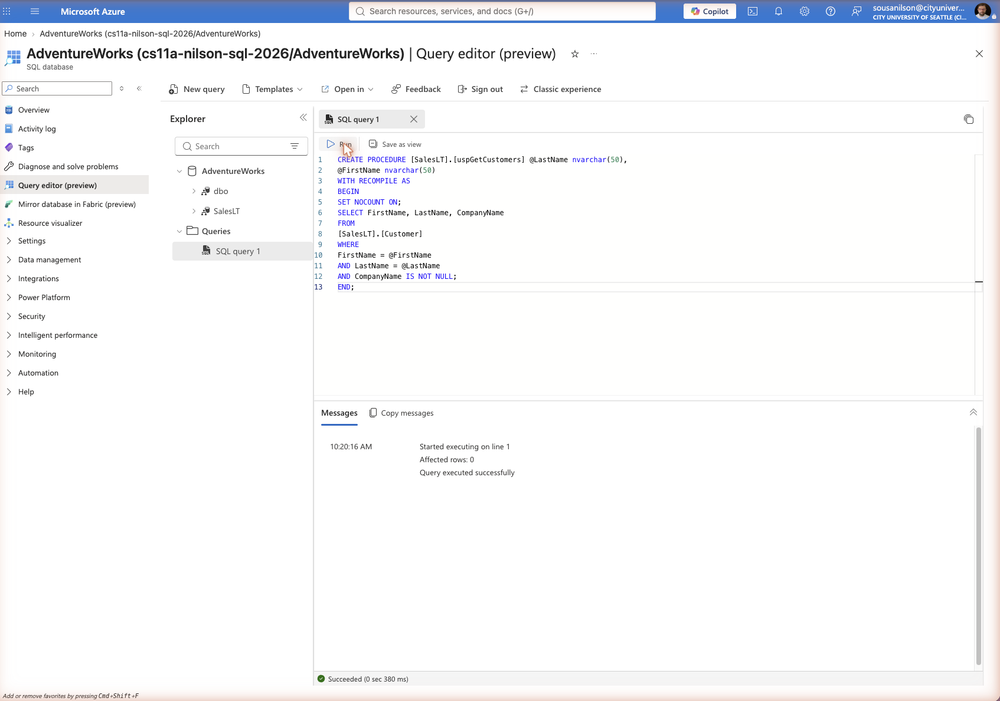 Microsoft Azure
Search resources, services, and docs (G+/)
Copilot
sousanilson@cityuniver...
CITY UNIVERSITY OF SEATTLE (CI...
Home
AdventureWorks (cs11a-nilson-sql-2026/AdventureWorks)
AdventureWorks (cs11a-nilson-sql-2026/AdventureWorks) | Query editor (preview)
SQL database
Search
New query
Templates
Open in
Feedback
Sign out
Classic experience
Overview
Activity log
Tags
Diagnose and solve problems
Query editor (preview)
Mirror database in Fabric (preview)
Resource visualizer
Settings
Data management
Integrations
Power Platform
Security
Intelligent performance
Monitoring
Automation
Help
Explorer
Search
AdventureWorks
dbo
SalesLT
Queries
SQL query 1
SQL query 1
Run
Save as view
1 CREATE PROCEDURE [SalesLT].[uspGetCustomers] @LastName nvarchar(50),
2 @FirstName nvarchar(50)
3 WITH RECOMPILE AS
4 BEGIN
5 SET NOCOUNT ON;
6 SELECT FirstName, LastName, CompanyName
7 FROM
8 [SalesLT].[Customer]
9 WHERE
10 FirstName = @FirstName
11 AND LastName = @LastName
12 AND CompanyName IS NOT NULL;
13 END;
Messages
Copy messages
10:20:16 AM
Started executing on line 1
Affected rows: 0
Query executed successfully
Succeeded (0 sec 380 ms)
Add or remove favorites by pressing Cmd+Shift+F